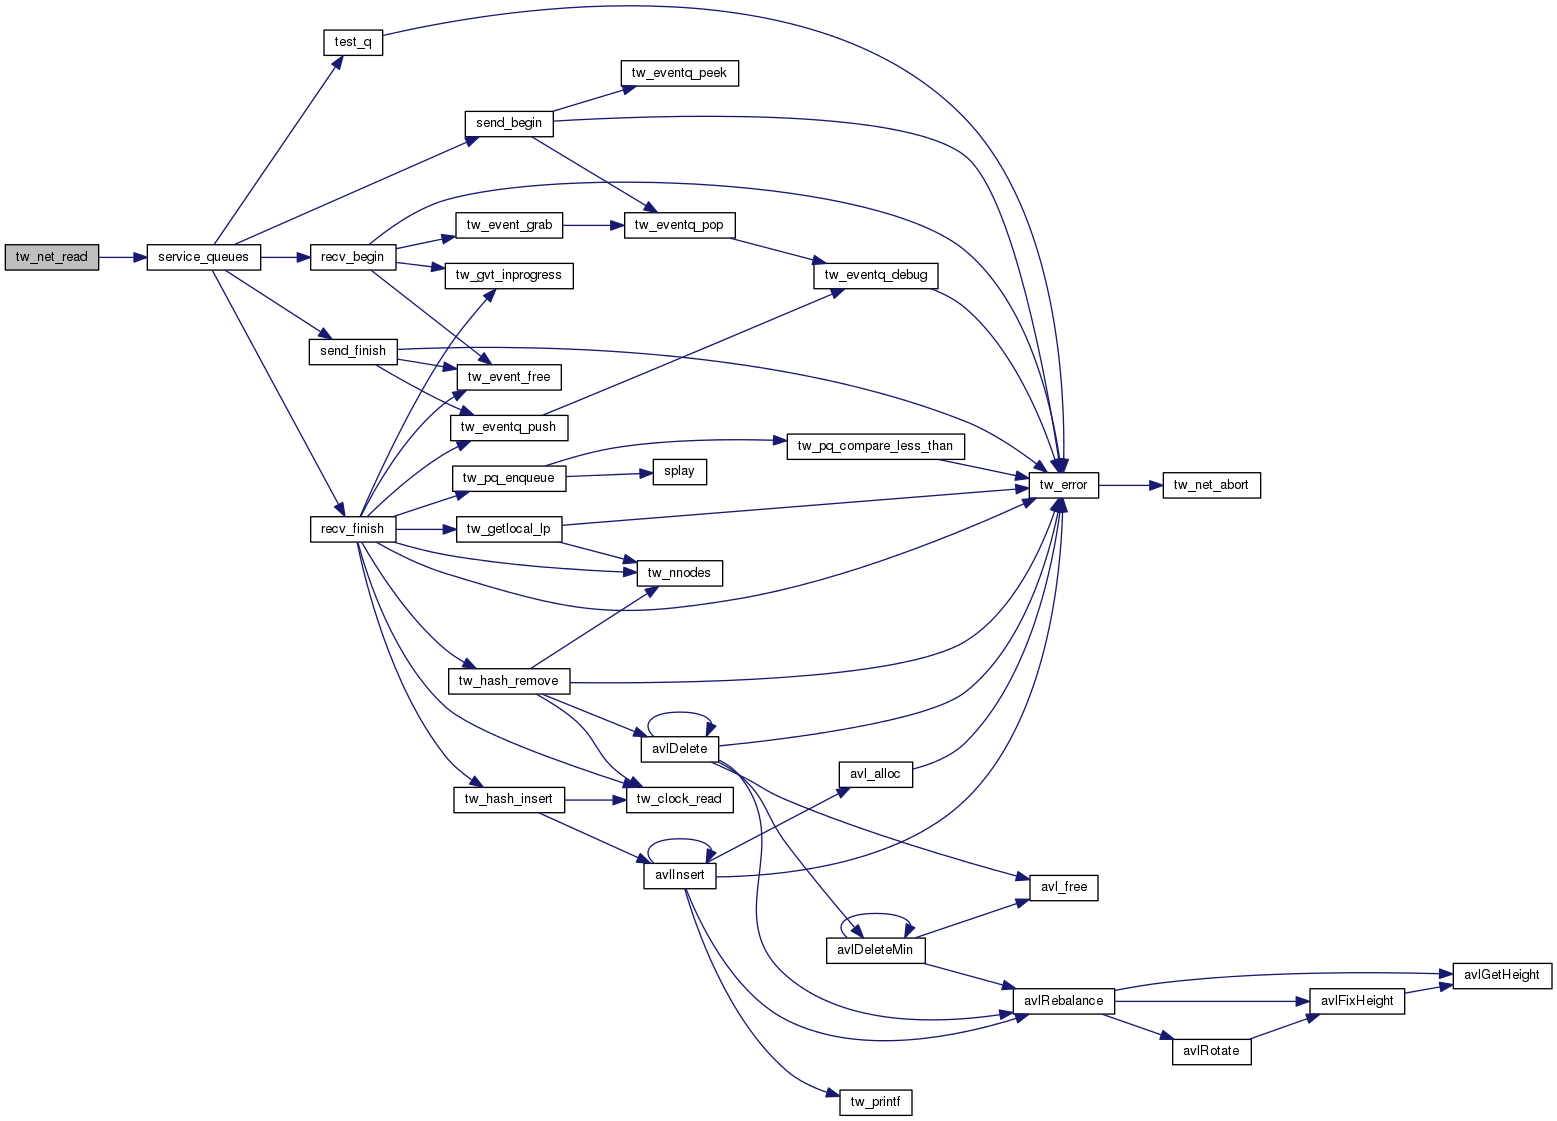 test_q
tw_eventq_peek
send_begin
tw_event_grab
tw_eventq_pop
tw_net_read
service_queues
recv_begin
tw_gvt_inprogress
tw_eventq_debug
send_finish
tw_event_free
tw_eventq_push
tw_pq_compare_less_than
tw_pq_enqueue
splay
tw_error
tw_net_abort
recv_finish
tw_getlocal_lp
tw_nnodes
tw_hash_remove
avlDelete
avl_alloc
tw_hash_insert
tw_clock_read
avlInsert
avl_free
avlDeleteMin
avlGetHeight
avlRebalance
avlFixHeight
avlRotate
tw_printf